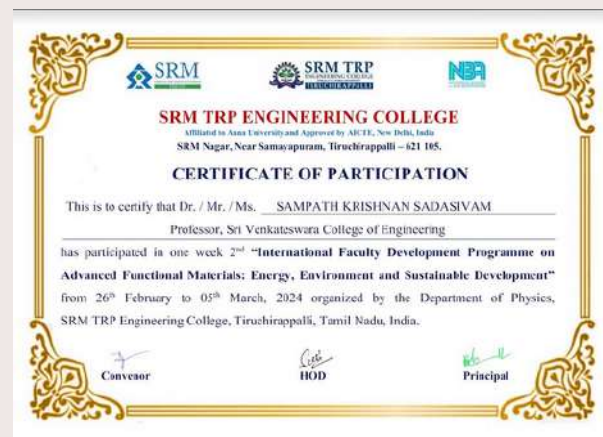 SRM
SRM TRP
ENGINEERING COLLEGE
TIRUCHIRAPPALLI
NBA
SRM TRP ENGINEERING COLLEGE
Affiliated to Anna University and Approved by AICTE, New Delhi, India
SRM Nagar, Near Samayapuram, Tiruchirappalli – 621 105.
CERTIFICATE OF PARTICIPATION
This is to certify that Dr. / Mr. / Ms. SAMPATH KRISHNAN SADASIVAM
Professor, Sri Venkateswara College of Engineering
has participated in one week 2nd “International Faculty Development Programme on
Advanced Functional Materials: Energy, Environment and Sustainable Development”
from 26th February to 05th March, 2024 organized by the Department of Physics,
SRM TRP Engineering College, Tiruchirappalli, Tamil Nadu, India.
Convenor HOD Principal